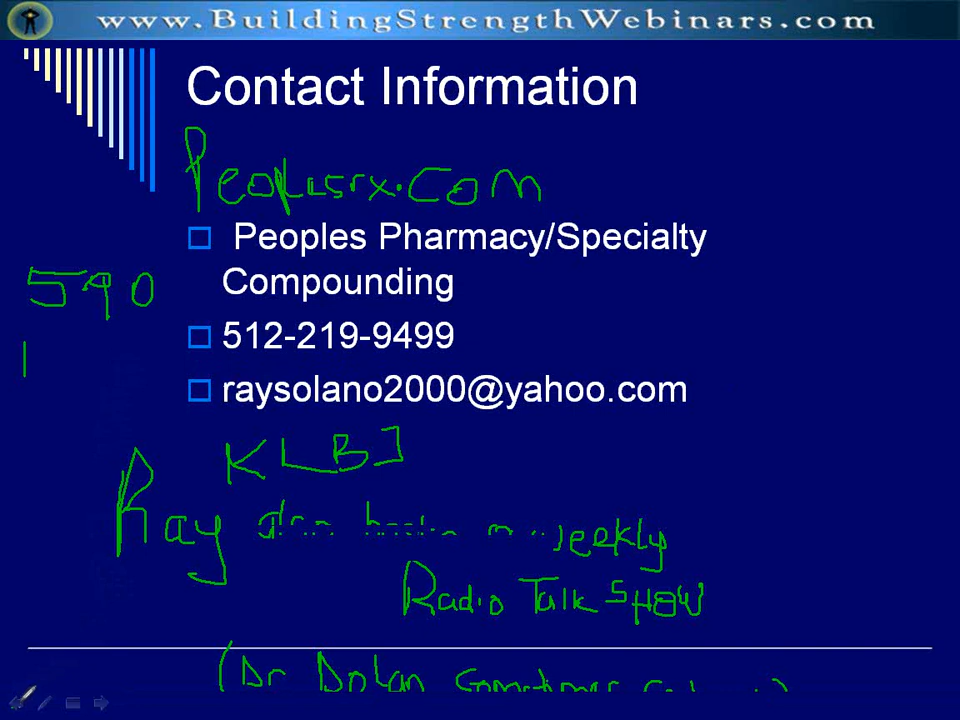 www.BuildingStrengthWebinars.com
Contact Information
Peoplesrx.com
Peoples Pharmacy/Specialty
Compounding
590
512-219-9499
raysolano2000@yahoo.com
KLBJ
Ray weekly
Radio Talk SHOW
(Dr Dolan sometimes